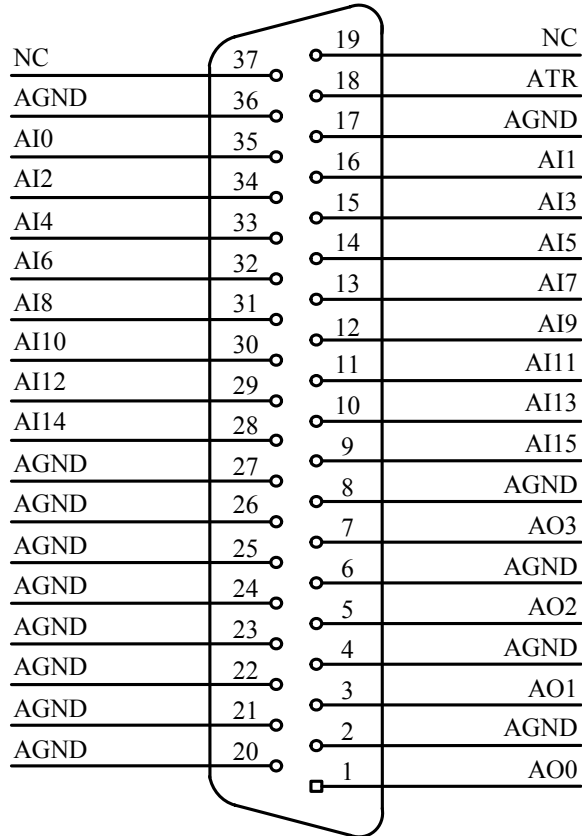 19 NC
NC 37
18 ATR
AGND 36
17 AGND
AI0 35
16 AI1
AI2 34
15 AI3
AI4 33
14 AI5
AI6 32
13 AI7
AI8 31
12 AI9
AI10 30
11 AI11
AI12 29
10 AI13
AI14 28
9 AI15
AGND 27
8 AGND
AGND 26
7 AO3
AGND 25
6 AGND
AGND 24
5 AO2
AGND 23
4 AGND
AGND 22
3 AO1
AGND 21
2 AGND
AGND 20
1 AO0